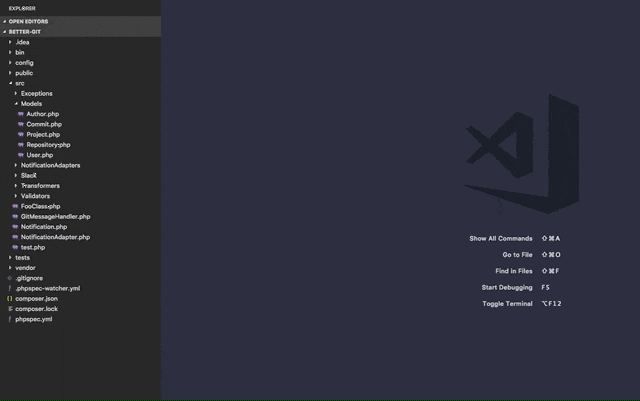 EXPLORER
OPEN EDITORS
BETTER-GIT
.idea
bin
config
public
src
Exceptions
Models
Author.php
Commit.php
Project.php
Repository.php
User.php
NotificationAdapters
Slack
Transformers
Validators
FooClass.php
GitMessageHandler.php
Notification.php
NotificationAdapter.php
test.php
tests
vendor
.gitignore
.phpspec-watcher.yml
composer.json
composer.lock
phpspec.yml
Show All Commands ⇧⌘A
Go to File ⇧⌘O
Find in Files ⇧⌘F
Start Debugging F5
Toggle Terminal ⌥F12